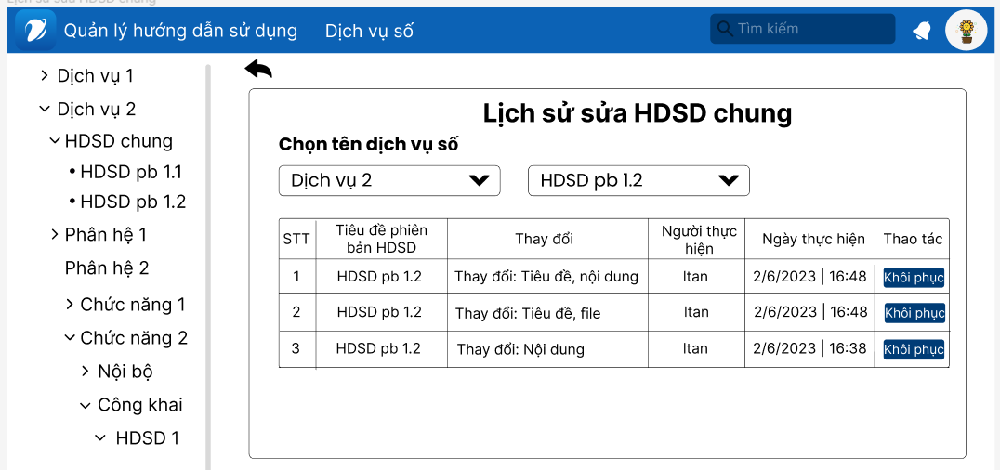 Lịch sử sửa HDSD chung
Quản lý hướng dẫn sử dụng Dịch vụ số Tìm kiếm
Dịch vụ 1
Dịch vụ 2
HDSD chung
HDSD pb 1.1
HDSD pb 1.2
Phân hệ 1
Phân hệ 2
Chức năng 1
Chức năng 2
Nội bộ
Công khai
HDSD 1
Lịch sử sửa HDSD chung
Chọn tên dịch vụ số
Dịch vụ 2 HDSD pb 1.2
STT Tiêu đề phiên bản HDSD Thay đổi Người thực hiện Ngày thực hiện Thao tác
1 HDSD pb 1.2 Thay đổi: Tiêu đề, nội dung ltan 2/6/2023 | 16:48 Khôi phục
2 HDSD pb 1.2 Thay đổi: Tiêu đề, file ltan 2/6/2023 | 16:48 Khôi phục
3 HDSD pb 1.2 Thay đổi: Nội dung ltan 2/6/2023 | 16:38 Khôi phục